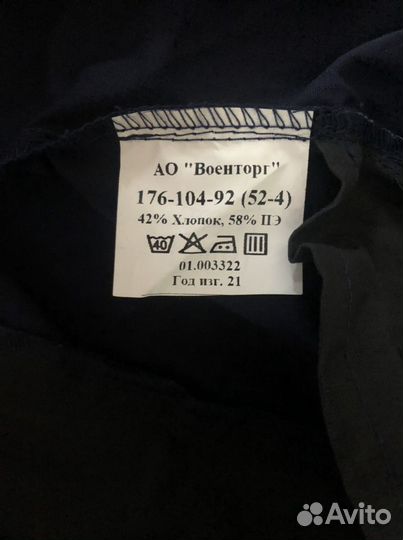 АО "Военторг"
176-104-92 (52-4)
42% Хлопок, 58% ПЭ
40
01.003322
Год изг. 21
Avito